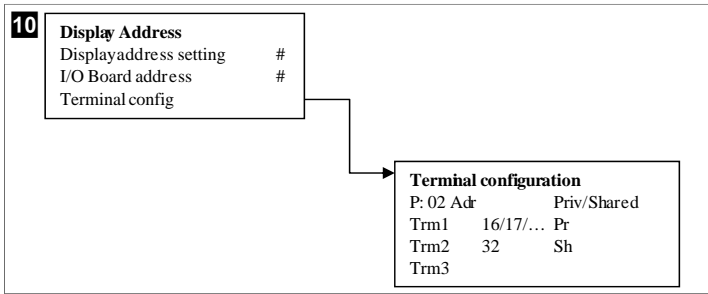 10
Display Address
Displayaddress setting #
I/O Board address #
Terminal config
Terminal configuration
P: 02 Adr Priv/Shared
Trm1 16/17/… Pr
Trm2 32 Sh
Trm3